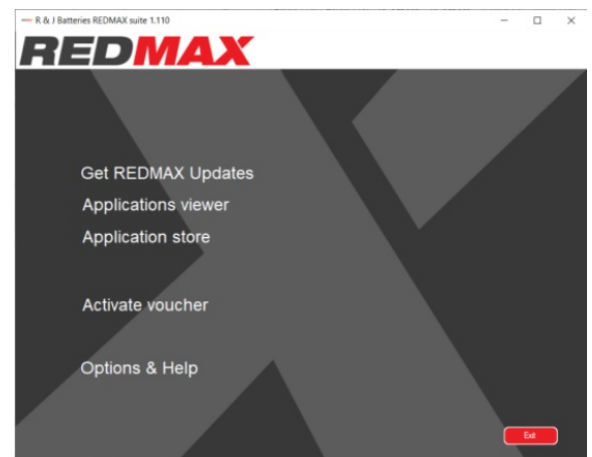 R & J Batteries REDMAX suite 1.110
REDMAX
Get REDMAX Updates
Applications viewer
Application store
Activate voucher
Options & Help
Exit